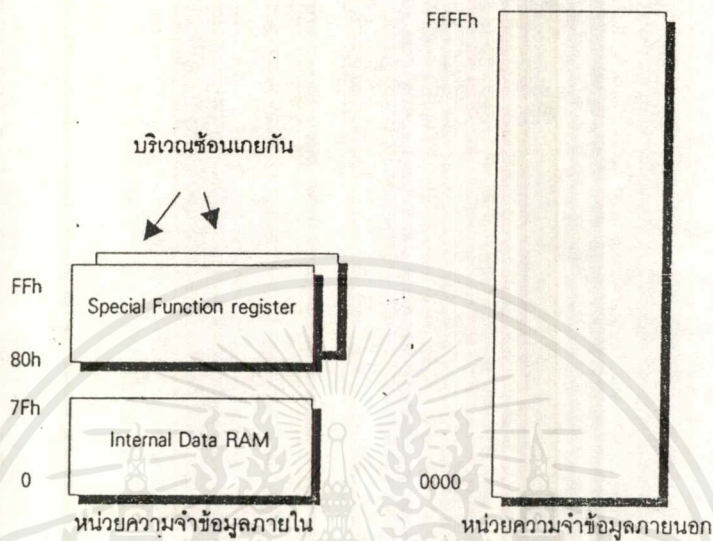 FFFFh
บริเวณซ้อนเกยกัน
FFh
Special Function register
80h
7Fh
Internal Data RAM
0
0000
หน่วยความจำข้อมูลภายใน
หน่วยความจำข้อมูลภายนอก